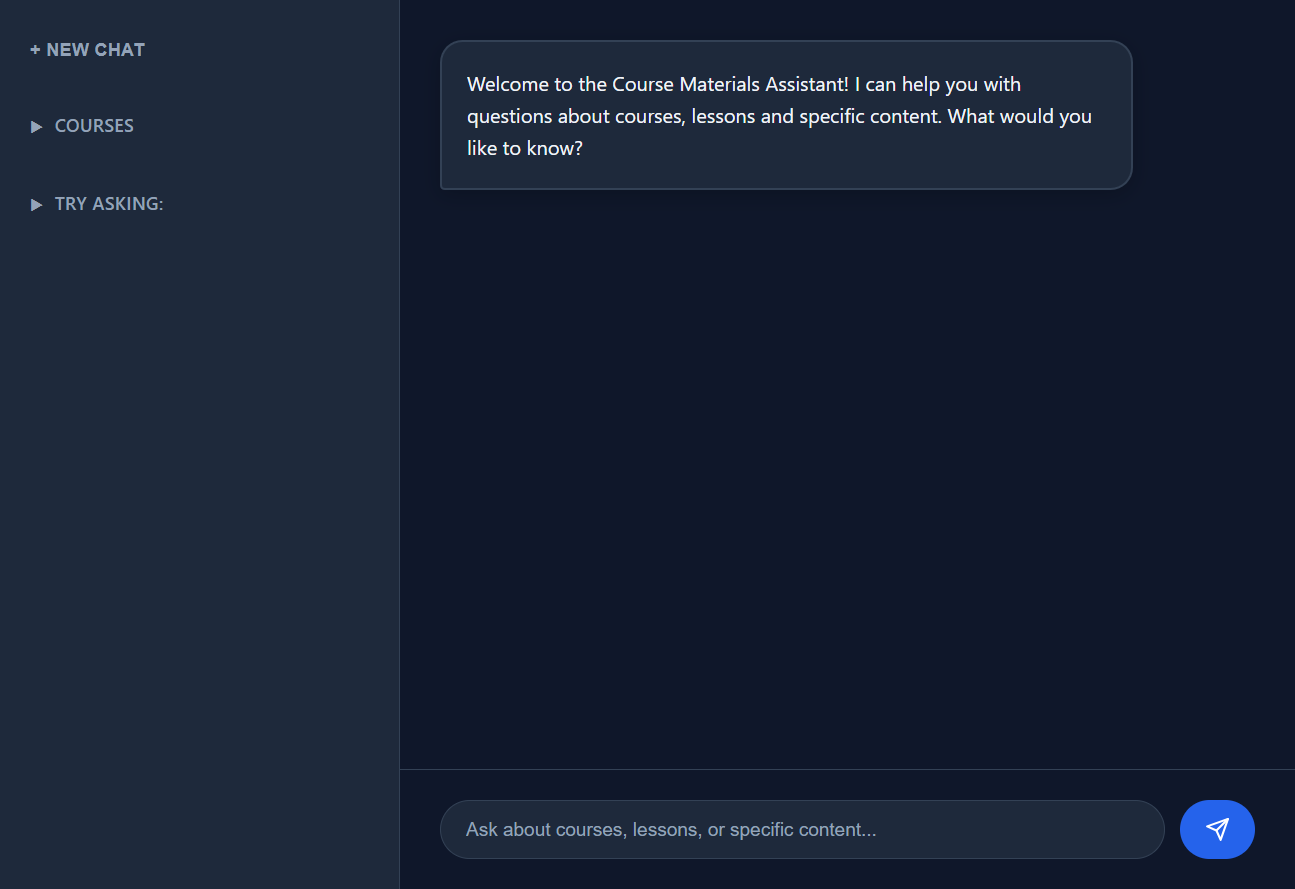 + NEW CHAT
COURSES
TRY ASKING:
Welcome to the Course Materials Assistant! I can help you with
questions about courses, lessons and specific content. What would you
like to know?
Ask about courses, lessons, or specific content...